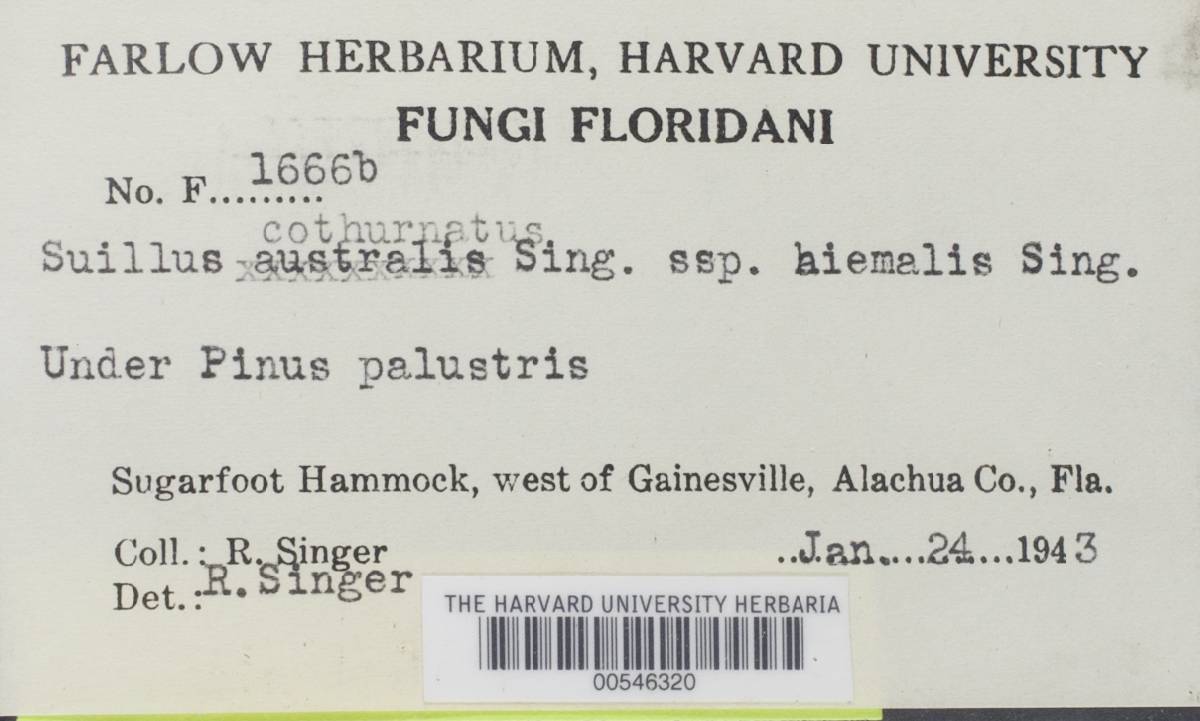 FARLOW HERBARIUM, HARVARD UNIVERSITY
FUNGI FLORIDANI
No. F.........1666b
cothurnatus
Suillus australis Sing. ssp. hiemalis Sing.
Under Pinus palustris
Sugarfoot Hammock, west of Gainesville, Alachua Co., Fla.
Coll.: R. Singer ..Jan....24...1943
Det.: R. Singer
THE HARVARD UNIVERSITY HERBARIA
00546320